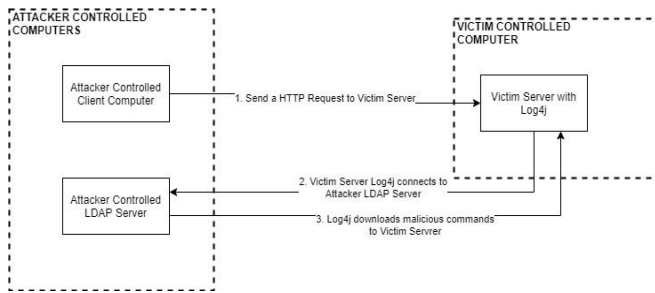 ATTACKER CONTROLLED
COMPUTERS
VICTIM CONTROLLED
COMPUTER
Attacker Controlled
Client Computer
1. Send a HTTP Request to Victim Server
Victim Server with
Log4j
2. Victim Server Log4j connects to
Attacker LDAP Server
Attacker Controlled
LDAP Server
3. Log4j downloads malicious commands
to Victim Servrer